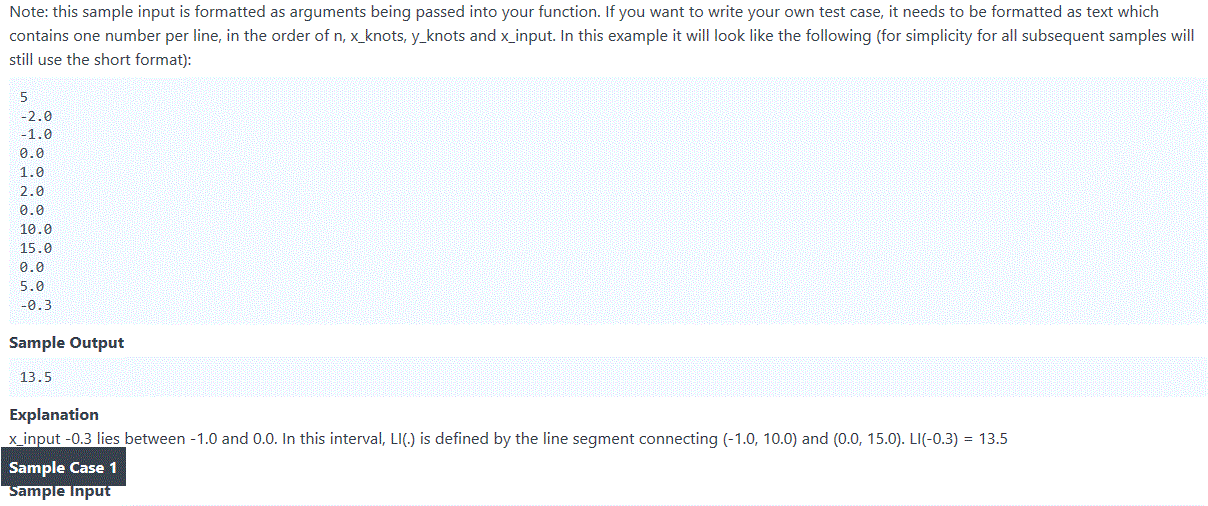 Note: this sample input is formatted as arguments being passed into your function. If you want to write your own test case, it needs to be formatted as text which
contains one number per line, in the order of n, x_knots, y_knots and x_input. In this example it will look like the following (for simplicity for all subsequent samples will
still use the short format):
5
-2.0
-1.0
0.0
1.0
2.0
0.0
10.0
15.0
0.0
5.0
-0.3
Sample Output
13.5
Explanation
x_input -0.3 lies between -1.0 and 0.0. In this interval, LI(.) is defined by the line segment connecting (-1.0, 10.0) and (0.0, 15.0). LI(-0.3) = 13.5
Sample Case 1
Sample Input